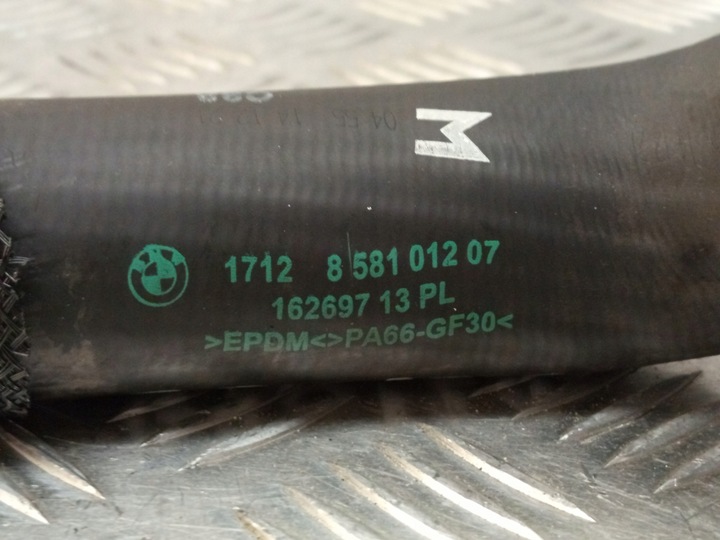 M
1712 8 581 012 07
162697 13 PL
>EPDM<>PA66-GF30<